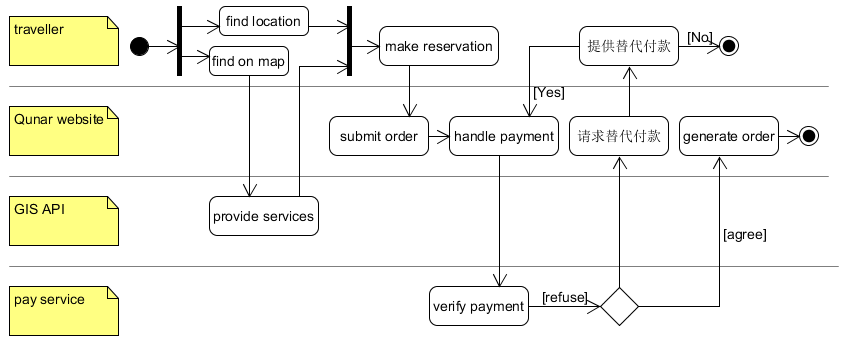 traveller
find location
find on map
make reservation
提供替代付款
[No]
[Yes]
Qunar website
submit order
handle payment
请求替代付款
generate order
GIS API
provide services
[agree]
pay service
verify payment
[refuse]